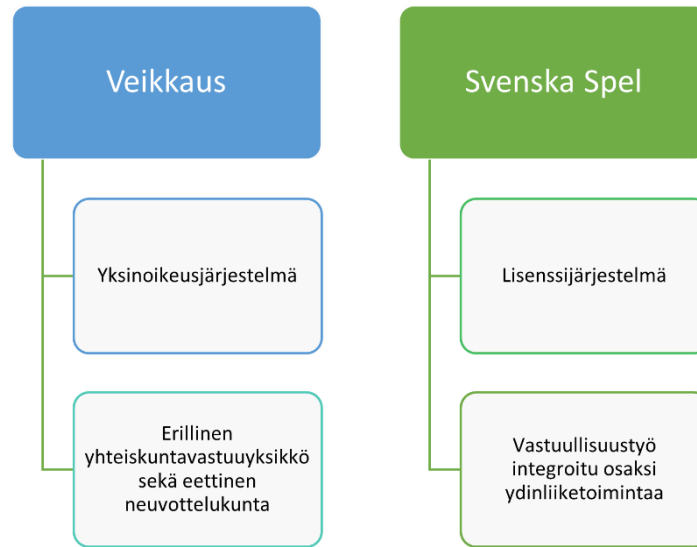 Veikkaus
Svenska Spel
Yksinoikeusjärjestelmä
Lisenssijärjestelmä
Erillinen
yhteiskuntavastuuyksikkö
sekä eettinen
neuvottelukunta
Vastuullisuustyö
integroitu osaksi
ydinliiketoimintaa